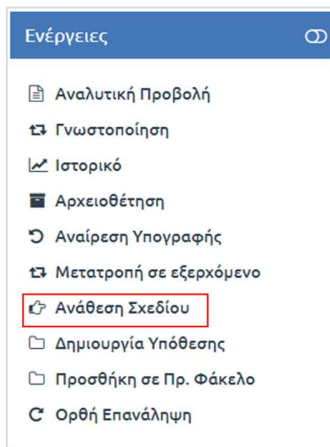 Ενέργειες
Αναλυτική Προβολή
Γνωστοποίηση
Ιστορικό
Αρχειοθέτηση
Αναίρεση Υπογραφής
Μετατροπή σε εξερχόμενο
Ανάθεση Σχεδίου
Δημιουργία Υπόθεσης
Προσθήκη σε Πρ. Φάκελο
Ορθή Επανάληψη